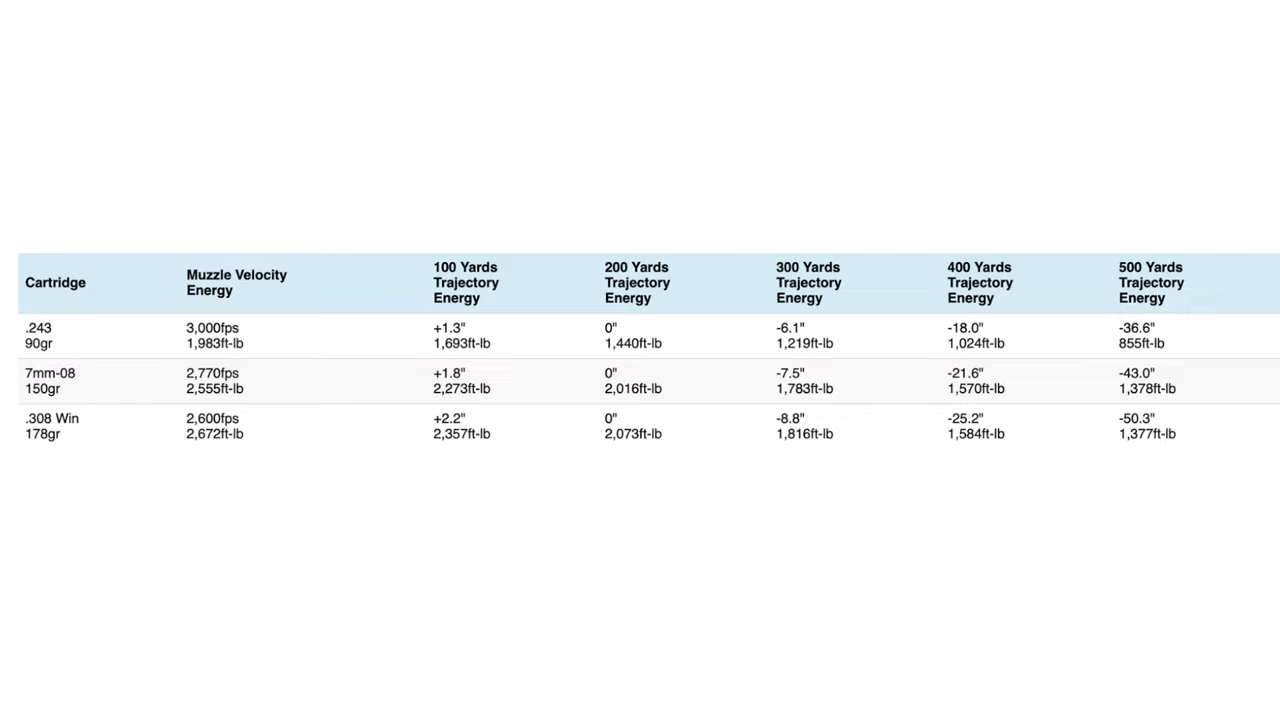 Cartridge
Muzzle Velocity
Energy
100 Yards
Trajectory
Energy
200 Yards
Trajectory
Energy
300 Yards
Trajectory
Energy
400 Yards
Trajectory
Energy
500 Yards
Trajectory
Energy
.243
90gr
3,000fps
1,983ft-lb
+1.3"
1,693ft-lb
0"
1,440ft-lb
-6.1"
1,219ft-lb
-18.0"
1,024ft-lb
-36.6"
855ft-lb
7mm-08
150gr
2,770fps
2,555ft-lb
+1.8"
2,273ft-lb
0"
2,016ft-lb
-7.5"
1,783ft-lb
-21.6"
1,570ft-lb
-43.0"
1,378ft-lb
.308 Win
178gr
2,600fps
2,672ft-lb
+2.2"
2,357ft-lb
0"
2,073ft-lb
-8.8"
1,816ft-lb
-25.2"
1,584ft-lb
-50.3"
1,377ft-lb